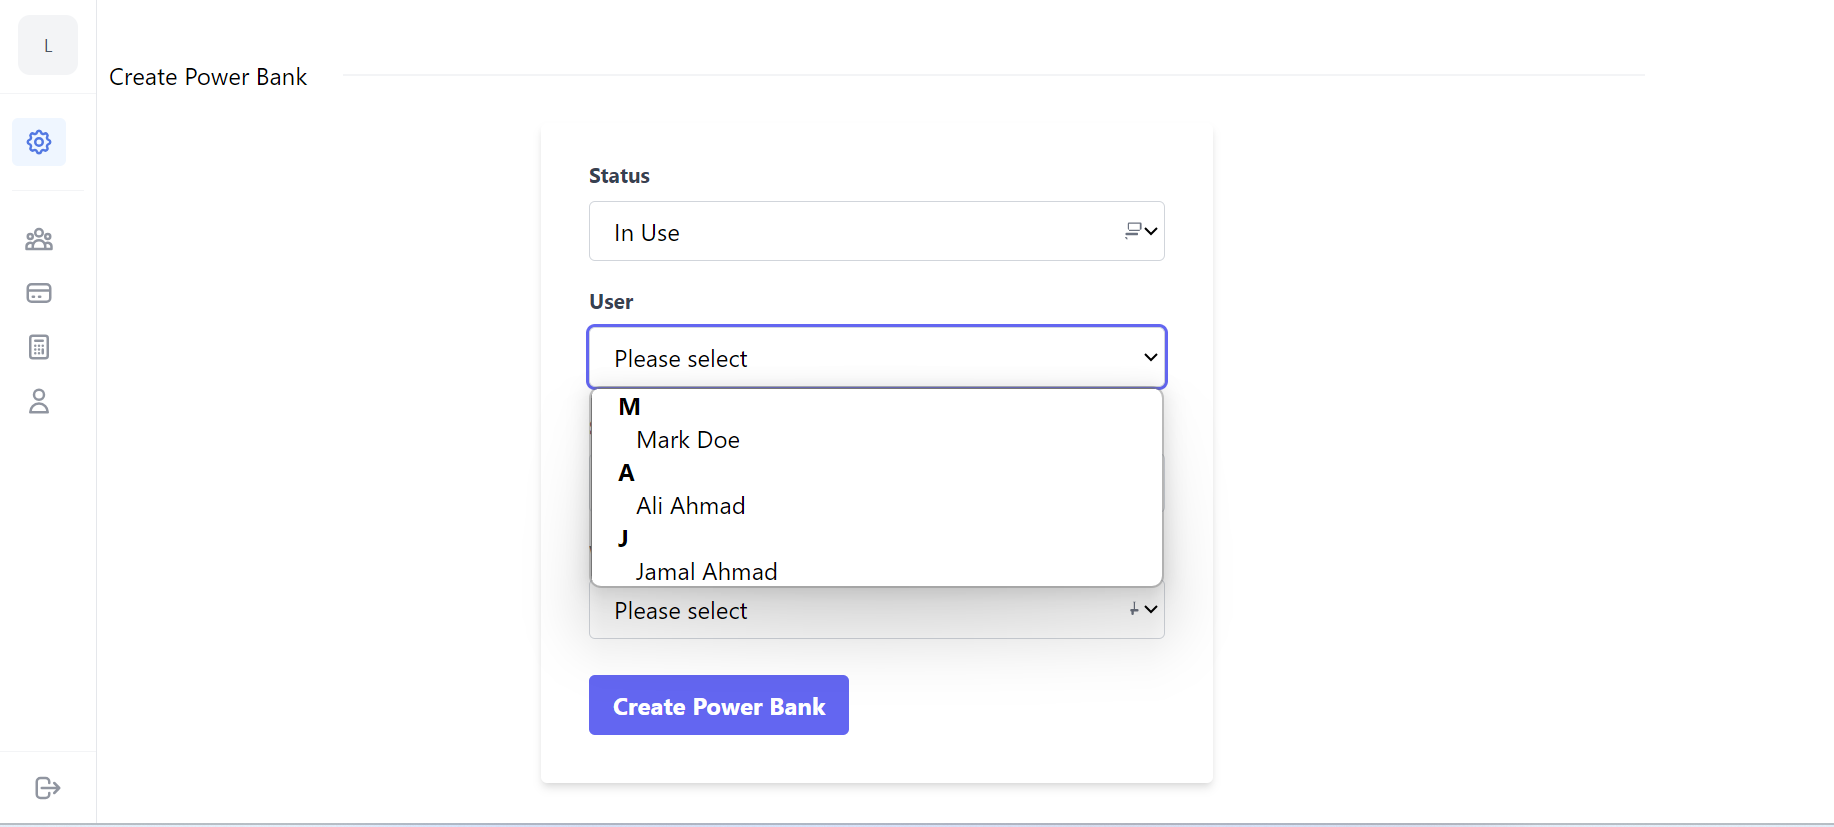 L
Create Power Bank
Status
In Use
User
Please select
M
Mark Doe
A
Ali Ahmad
J
Jamal Ahmad
Please select
Create Power Bank